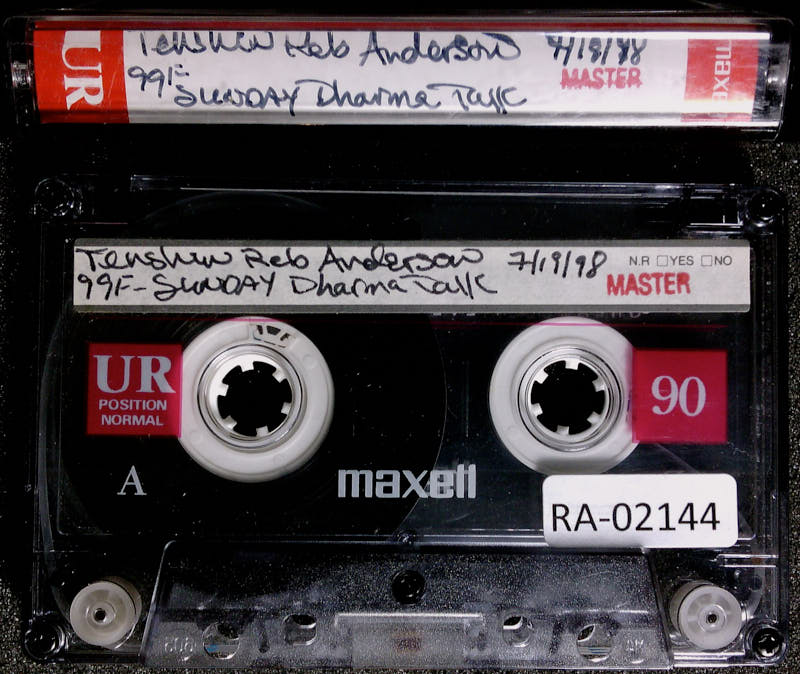 UR
Tenshin Reb Anderson 7/19/98
MASTER
99F-
SUNDAY Dharma Talk
maxell
Tenshin Reb Anderson 7/19/98
N.R □YES □NO
99F-SUNDAY Dharma Talk
MASTER
UR
POSITION
NORMAL
90
A
maxell
RA-02144